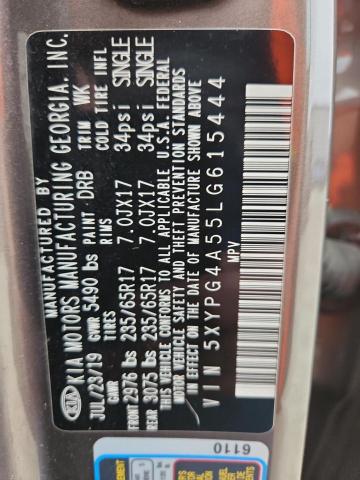 KIA KIA MOTORS MANUFACTURING GEORGIA, INC.
JUL/23/19 GVWR 5490 lbs PAINT DRB TRIM WK
GAWR TIRES RIMS COLD TIRE INFL
FRONT 2976 lbs 235/65R17 7.0JX17 34psi SINGLE
REAR 3075 lbs 235/65R17 7.0JX17 34psi SINGLE
THIS VEHICLE CONFORMS TO ALL APPLICABLE U.S.A. FEDERAL
MOTOR VEHICLE SAFETY AND THEFT PREVENTION STANDARDS
IN EFFECT ON THE DATE OF MANUFACTURE SHOWN ABOVE
VIN 5XYPG4A55LG615444
MPV
6110